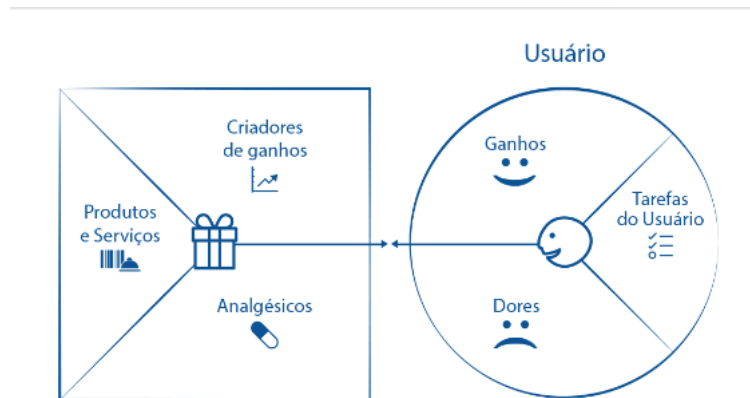 Usuário
Criadores
de ganhos
Produtos
e Serviços
Analgésicos
Ganhos
Tarefas
do Usuário
Dores